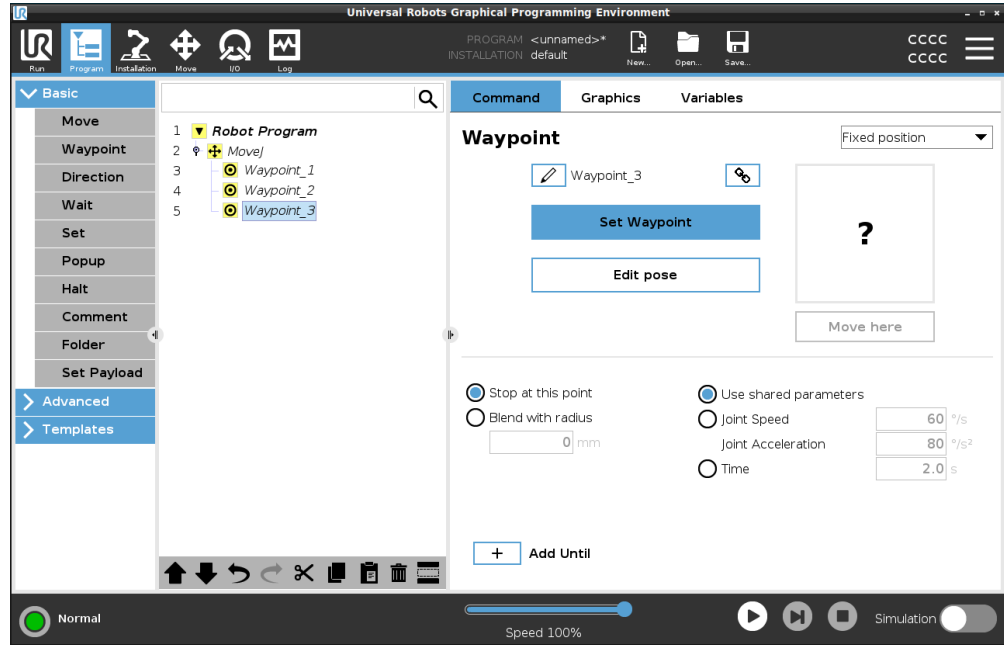 UR
Universal Robots Graphical Programming Environment
Run
Program
Installation
Move
I/O
Log
PROGRAM <unnamed>*
INSTALLATION default
New...
Open...
Save...
CCCC
CCCC
Basic
Move
Waypoint
Direction
Wait
Set
Popup
Halt
Comment
Folder
Set Payload
Advanced
Templates
1 Robot Program
2 MoveJ
3 Waypoint_1
4 Waypoint_2
5 Waypoint_3
Command Graphics Variables
Waypoint
Fixed position
Waypoint_3
Set Waypoint
Edit pose
?
Move here
Stop at this point
Blend with radius
0 mm
Use shared parameters
Joint Speed 60 °/s
Joint Acceleration 80 °/s²
Time 2.0 s
+ Add Until
Normal
Speed 100%
Simulation